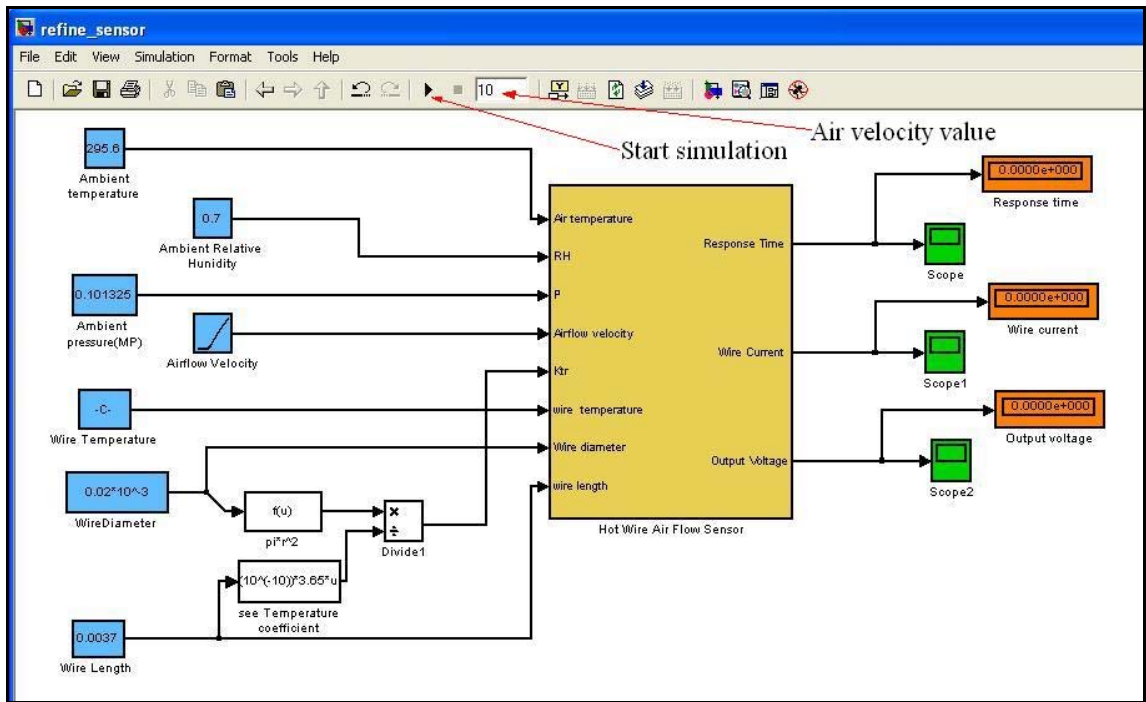 refine_sensor
File Edit View Simulation Format Tools Help
10
Air velocity value
Start simulation
295.6
Ambient
temperature
0.7
Ambient Relative
Hunidity
0.101325
Ambient
pressure(MP)
Airflow Velocity
-C-
Wire Temperature
0.02*10^-3
WireDiameter
f(u)
pi*r^2
×
÷
Divide1
(10^(-10))*3.65*u
see Temperature
coefficient
0.0037
Wire Length
Air temperature
RH
P
Airflow velocity
Ktr
wire temperature
Wire diameter
wire length
Response Time
Wire Current
Output Voltage
Hot Wire Air Flow Sensor
0.0000e+000
Response time
Scope
0.0000e+000
Wire current
Scope1
0.0000e+000
Output voltage
Scope2